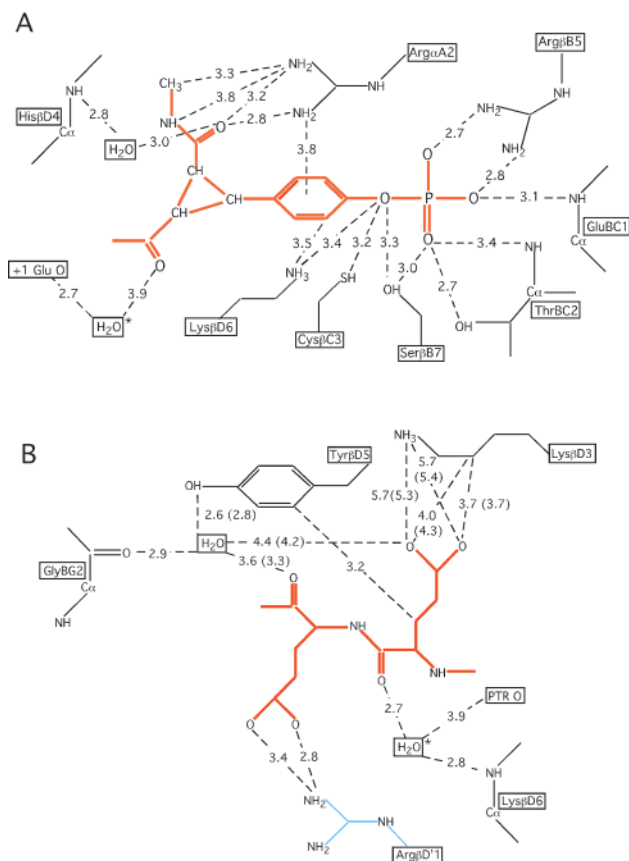 A
CH3
3.3
NH2
ArgαA2
ArgβB5
NH
3.8
3.2
NH
NH2
NH
HisβD4
Cα
2.8
NH
O
2.8
NH2
2.7
NH2
H2O
3.0
O
2.8
CH
3.8
CH
CH
O
P
O
3.1
NH
GluBC1
Cα
3.5
3.4
3.2
3.3
O
3.4
NH
3.0
+1 Glu O
O
NH3
SH
2.7
Cα
2.7
3.9
OH
OH
ThrBC2
H2O
*
LysβD6
CysβC3
SerβB7
B
NH3
TyrβD5
5.7
LysβD3
(5.4)
OH
5.7(5.3)
3.7 (3.7)
2.6 (2.8)
4.0
(4.3)
O
2.9
H2O
4.4 (4.2)
O
O
GlyBG2
3.6 (3.3)
Cα
O
3.2
NH
NH
NH
O
2.7
PTR O
3.9
O
O
H2O
*
3.4
2.8
2.8
NH
LysβD6
NH2
Cα
NH
NH2
ArgβD'1